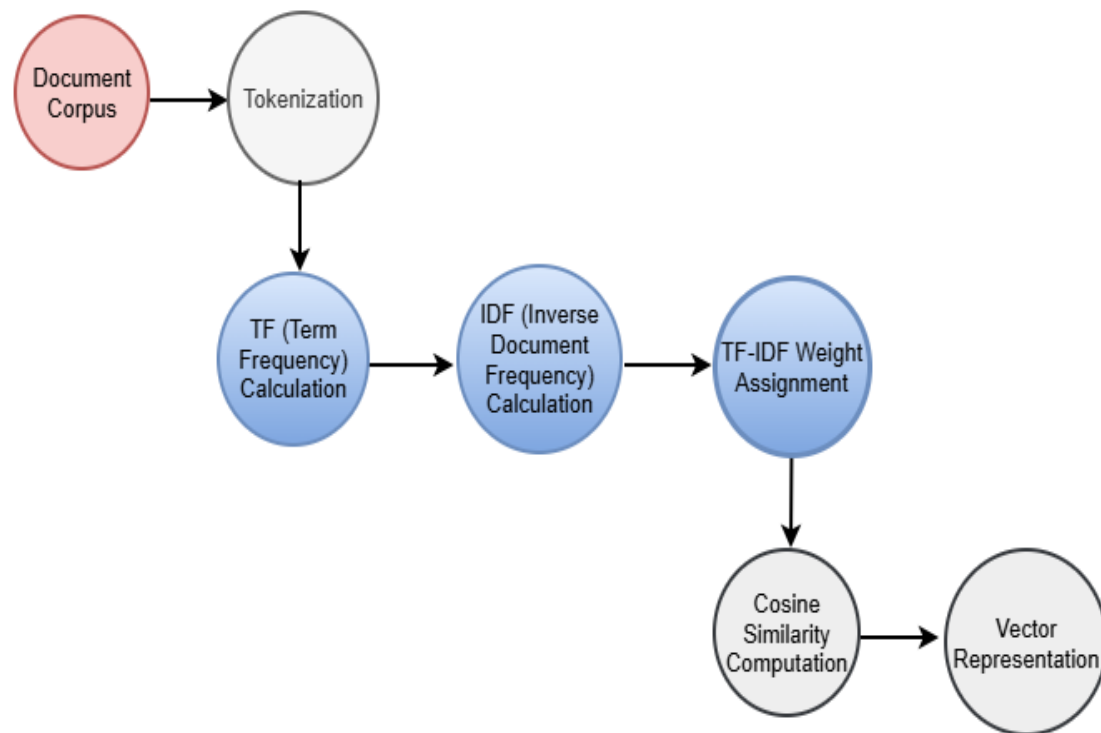 Document
Corpus
Tokenization
TF (Term
Frequency)
Calculation
IDF (Inverse
Document
Frequency)
Calculation
TF-IDF Weight
Assignment
Cosine
Similarity
Computation
Vector
Representation